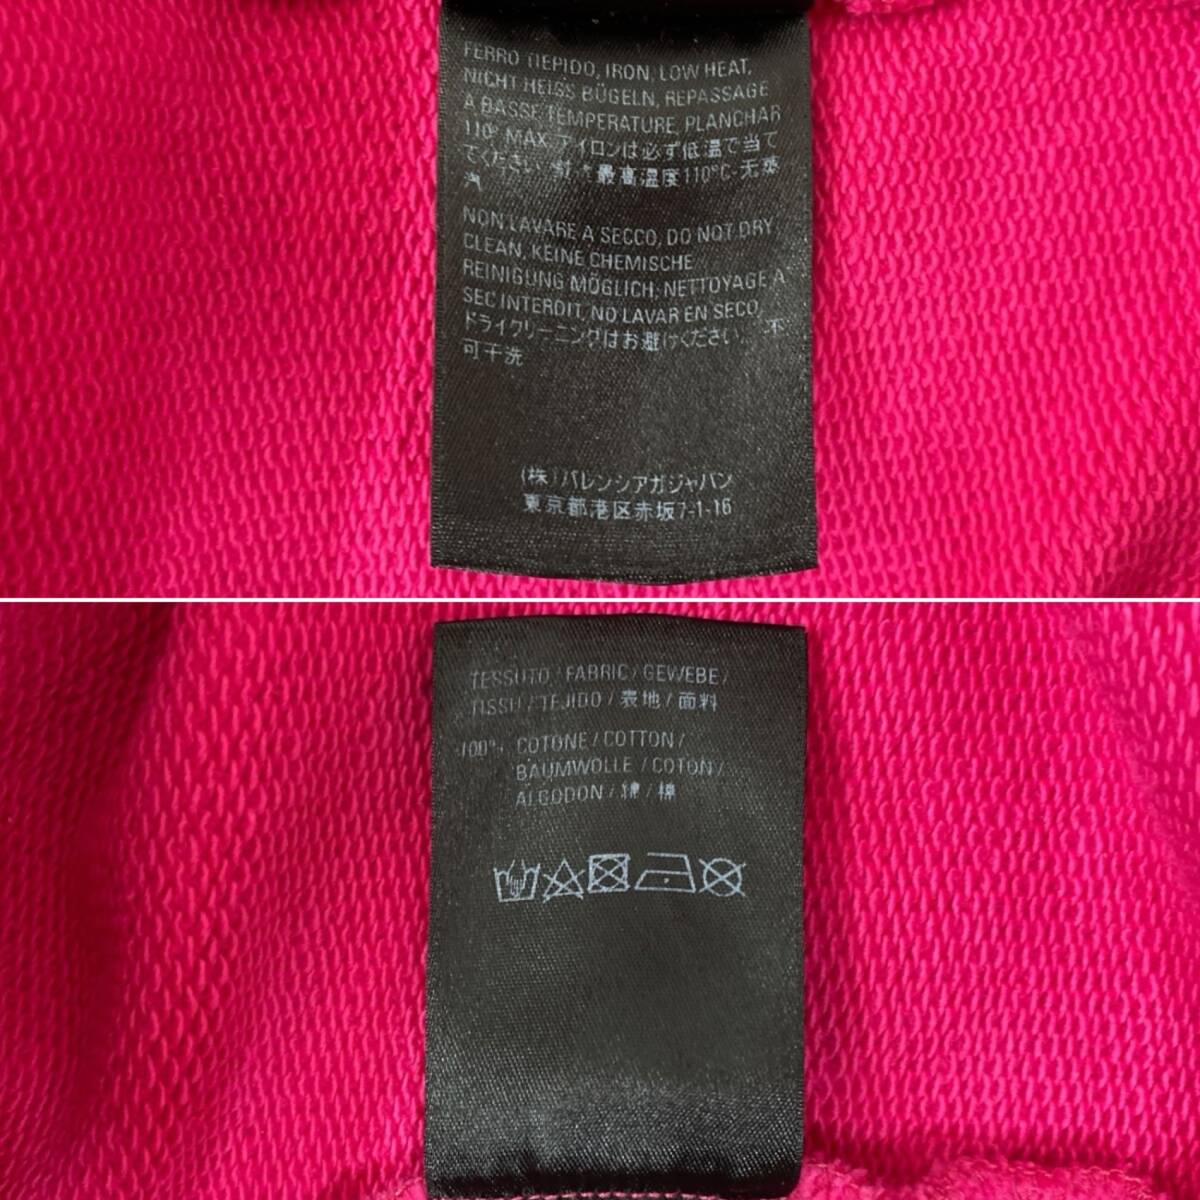 FERRO TIEPIDO, IRON, LOW HEAT,
NICHT HEISS BÜGELN, REPASSAGE
A BASSE TEMPERATURE, PLANCHAR
110° MAX アイロンは必ず低温で当て
てください 最高温度110°C-无蒸
汽
NON LAVARE A SECCO, DO NOT DRY
CLEAN, KEINE CHEMISCHE
REINIGUNG MÖGLICH, NETTOYAGE A
SEC INTERDIT, NO LAVAR EN SECO,
ドライクリーニングはお避けください 不
可干洗
(株)バレンシアガジャパン
東京都港区赤坂7-1-16
TESSUTO / FABRIC / GEWEBE /
TISSU / TEJIDO / 表地 / 面料
100% COTONE / COTTON /
BAUMWOLLE / COTON /
ALGODON / 綿 / 棉